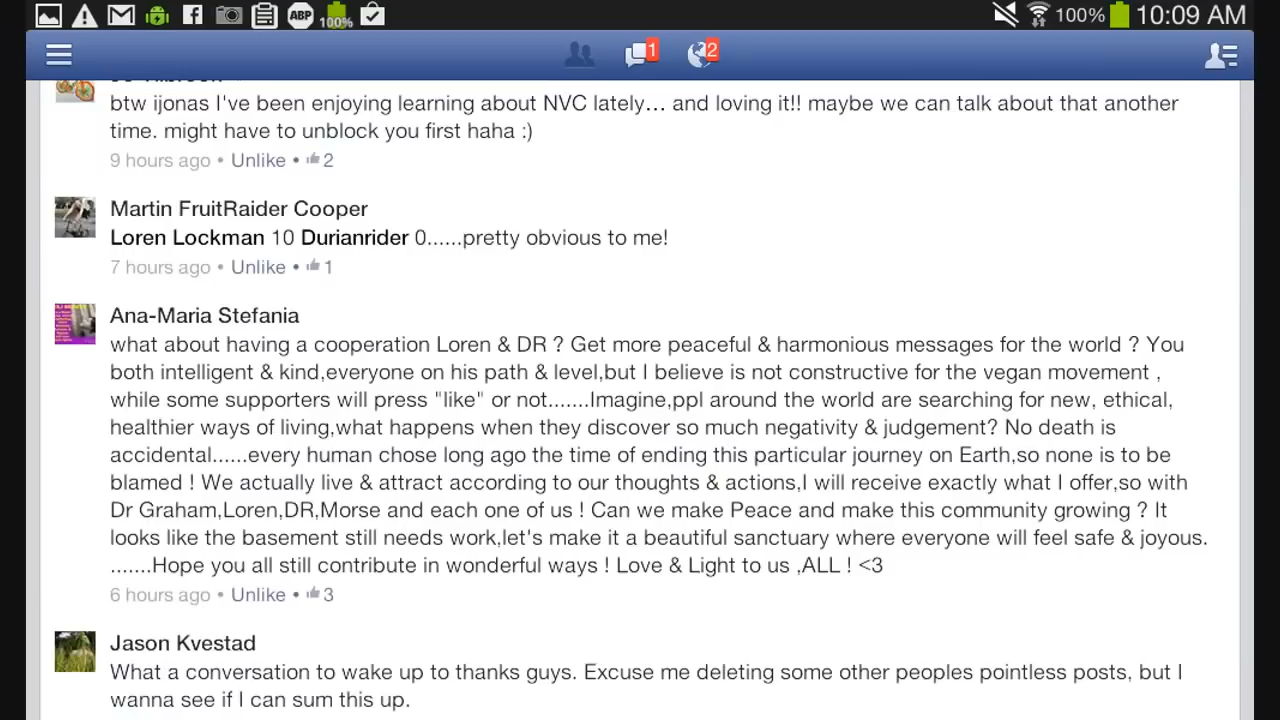 ABP
100%
100%
10:09 AM
1
2
btw ijonas I've been enjoying learning about NVC lately... and loving it!! maybe we can talk about that another
time. might have to unblock you first haha :)
9 hours ago • Unlike • 2
Martin FruitRaider Cooper
Loren Lockman 10 Durianrider 0......pretty obvious to me!
7 hours ago • Unlike • 1
Ana-Maria Stefania
what about having a cooperation Loren & DR ? Get more peaceful & harmonious messages for the world ? You
both intelligent & kind,everyone on his path & level,but I believe is not constructive for the vegan movement ,
while some supporters will press "like" or not.......Imagine,ppl around the world are searching for new, ethical,
healthier ways of living,what happens when they discover so much negativity & judgement? No death is
accidental......every human chose long ago the time of ending this particular journey on Earth,so none is to be
blamed ! We actually live & attract according to our thoughts & actions,I will receive exactly what I offer,so with
Dr Graham,Loren,DR,Morse and each one of us ! Can we make Peace and make this community growing ? It
looks like the basement still needs work,let's make it a beautiful sanctuary where everyone will feel safe & joyous.
.......Hope you all still contribute in wonderful ways ! Love & Light to us ,ALL ! <3
6 hours ago • Unlike • 3
Jason Kvestad
What a conversation to wake up to thanks guys. Excuse me deleting some other peoples pointless posts, but I
wanna see if I can sum this up.